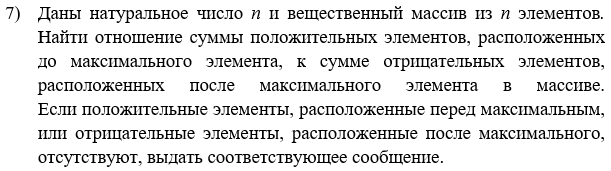 7) Даны натуральное число n и вещественный массив из n элементов.
Найти отношение суммы положительных элементов, расположенных
до максимального элемента, к сумме отрицательных элементов,
расположенных после максимального элемента в массиве.
Если положительные элементы, расположенные перед максимальным,
или отрицательные элементы, расположенные после максимального,
отсутствуют, выдать соответствующее сообщение.